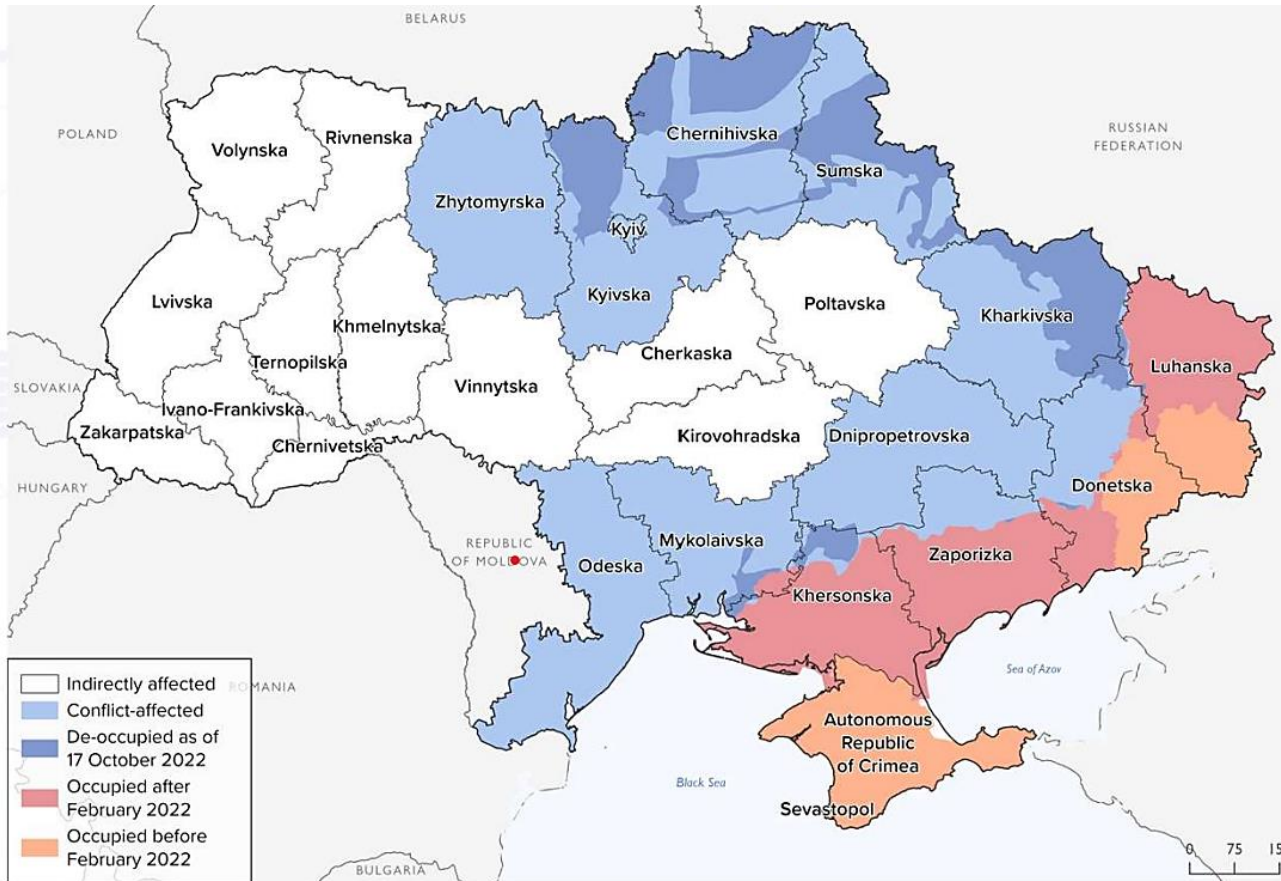 BELARUS
POLAND
RUSSIAN
FEDERATION
Volynska
Rivnenska
Chernihivska
Sumska
Zhytomyrska
Kyiv
Kyivska
Lvivska
Khmelnytska
Ternopilska
Poltavska
Kharkivska
Cherkaska
Luhanska
Vinnytska
SLOVAKIA
Ivano-Frankivska
Zakarpatska
Chernivetska
Kirovohradska
Dnipropetrovska
HUNGARY
Donetska
REPUBLIC
OF MOLDOVA
Odeska
Mykolaivska
Zaporizka
Khersonska
Sea of Azov
ROMANIA
Autonomous
Republic
of Crimea
Black Sea
Sevastopol
BULGARIA
Indirectly affected
Conflict-affected
De-occupied as of
17 October 2022
Occupied after
February 2022
Occupied before
February 2022
0 75 15